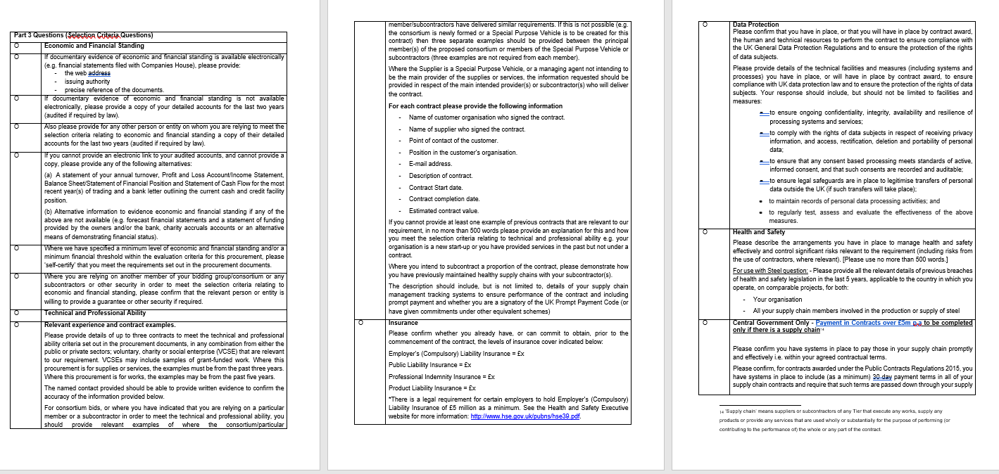 Part 3 Questions (Selection Criteria Questions)
O Economic and Financial Standing
O If documentary evidence of economic and financial standing is available electronically
(e.g. financial statements filed with Companies House), please provide:
- the web address
- issuing authority
- precise reference of the documents.
O If documentary evidence of economic and financial standing is not available
electronically, please provide a copy of your detailed accounts for the last two years
(audited if required by law).
O Also please provide for any other person or entity on whom you are relying to meet the
selection criteria relating to economic and financial standing a copy of their detailed
accounts for the last two years (audited if required by law).
O If you cannot provide an electronic link to your audited accounts, and cannot provide a
copy, please provide any of the following alternatives:
(a) A statement of your annual turnover, Profit and Loss Account/Income Statement,
Balance Sheet/Statement of Financial Position and Statement of Cash Flow for the most
recent year(s) of trading and a bank letter outlining the current cash and credit facility
position.
(b) Alternative information to evidence economic and financial standing if any of the
above are not available (e.g. forecast financial statements and a statement of funding
provided by the owners and/or the bank, charity accruals accounts or an alternative
means of demonstrating financial status).
O Where we have specified a minimum level of economic and financial standing and/or a
minimum financial threshold within the evaluation criteria for this procurement, please
'self-certify' that you meet the requirements set out in the procurement documents.
O Where you are relying on another member of your bidding group/consortium or any
subcontractors or other security in order to meet the selection criteria relating to
economic and financial standing, please confirm that the relevant person or entity is
willing to provide a guarantee or other security if required.
O Technical and Professional Ability
O Relevant experience and contract examples.
Please provide details of up to three contracts to meet the technical and professional
ability criteria set out in the procurement documents, in any combination from either the
public or private sectors; voluntary, charity or social enterprise (VCSE) that are relevant
to our requirement. VCSEs may include samples of grant-funded work. Where this
procurement is for supplies or services, the examples must be from the past three years.
Where this procurement is for works, the examples may be from the past five years.
The named contact provided should be able to provide written evidence to confirm the
accuracy of the information provided below.
For consortium bids, or where you have indicated that you are relying on a particular
member or a subcontractor in order to meet the technical and professional ability, you
should provide relevant examples of where the consortium/particular
member/subcontractors have delivered similar requirements. If this is not possible (e.g.
the consortium is newly formed or a Special Purpose Vehicle is to be created for this
contract) then three separate examples should be provided between the principal
member(s) of the proposed consortium or members of the Special Purpose Vehicle or
subcontractors (three examples are not required from each member).
Where the Supplier is a Special Purpose Vehicle, or a managing agent not intending to
be the main provider of the supplies or services, the information requested should be
provided in respect of the main intended provider(s) or subcontractor(s) who will deliver
the contract.
For each contract please provide the following information
- Name of customer organisation who signed the contract.
- Name of supplier who signed the contract.
- Point of contact of the customer.
- Position in the customer's organisation.
- E-mail address.
- Description of contract.
- Contract Start date.
- Contract completion date.
- Estimated contract value.
If you cannot provide at least one example of previous contracts that are relevant to our
requirement, in no more than 500 words please provide an explanation for this and how
you meet the selection criteria relating to technical and professional ability e.g. your
organisation is a new start-up or you have provided services in the past but not under a
contract.
Where you intend to subcontract a proportion of the contract, please demonstrate how
you have previously maintained healthy supply chains with your subcontractor(s).
The description should include, but is not limited to, details of your supply chain
management tracking systems to ensure performance of the contract and including
prompt payment and whether you are a signatory of the UK Prompt Payment Code (or
have given commitments under other equivalent schemes)
O Insurance
Please confirm whether you already have, or can commit to obtain, prior to the
commencement of the contract, the levels of insurance cover indicated below:
Employer's (Compulsory) Liability Insurance = £x
Public Liability Insurance = £x
Professional Indemnity Insurance = £x
Product Liability Insurance = £x
*There is a legal requirement for certain employers to hold Employer's (Compulsory)
Liability Insurance of £5 million as a minimum. See the Health and Safety Executive
website for more information: http://www.hse.gov.uk/pubns/hse39.pdf.
O Data Protection
Please confirm that you have in place, or that you will have in place by contract award,
the human and technical resources to perform the contract to ensure compliance with
the UK General Data Protection Regulations and to ensure the protection of the rights
of data subjects.
Please provide details of the technical facilities and measures (including systems and
processes) you have in place, or will have in place by contract award, to ensure
compliance with UK data protection law and to ensure the protection of the rights of data
subjects. Your response should include, but should not be limited to facilities and
measures:
to ensure ongoing confidentiality, integrity, availability and resilience of
processing systems and services;
to comply with the rights of data subjects in respect of receiving privacy
information, and access, rectification, deletion and portability of personal
data;
to ensure that any consent based processing meets standards of active,
informed consent, and that such consents are recorded and auditable;
to ensure legal safeguards are in place to legitimise transfers of personal
data outside the UK (if such transfers will take place);
• to maintain records of personal data processing activities; and
• to regularly test, assess and evaluate the effectiveness of the above
measures.
O Health and Safety
Please describe the arrangements you have in place to manage health and safety
effectively and control significant risks relevant to the requirement (including risks from
the use of contractors, where relevant). [Please use no more than 500 words.]
For use with Steel question: - Please provide all the relevant details of previous breaches
of health and safety legislation in the last 5 years, applicable to the country in which you
operate, on comparable projects, for both:
- Your organisation
- All your supply chain members involved in the production or supply of steel
O Central Government Only - Payment in Contracts over £5m p.a to be completed
only if there is a supply chain14
Please confirm you have systems in place to pay those in your supply chain promptly
and effectively i.e. within your agreed contractual terms.
Please confirm, for contracts awarded under the Public Contracts Regulations 2015, you
have systems in place to include (as a minimum) 30-day payment terms in all of your
supply chain contracts and require that such terms are passed down through your supply
14 'Supply chain' means suppliers or subcontractors of any Tier that execute any works, supply any
products or provide any services that are used wholly or substantially for the purpose of performing (or
contributing to the performance of) the whole or any part of the contract.